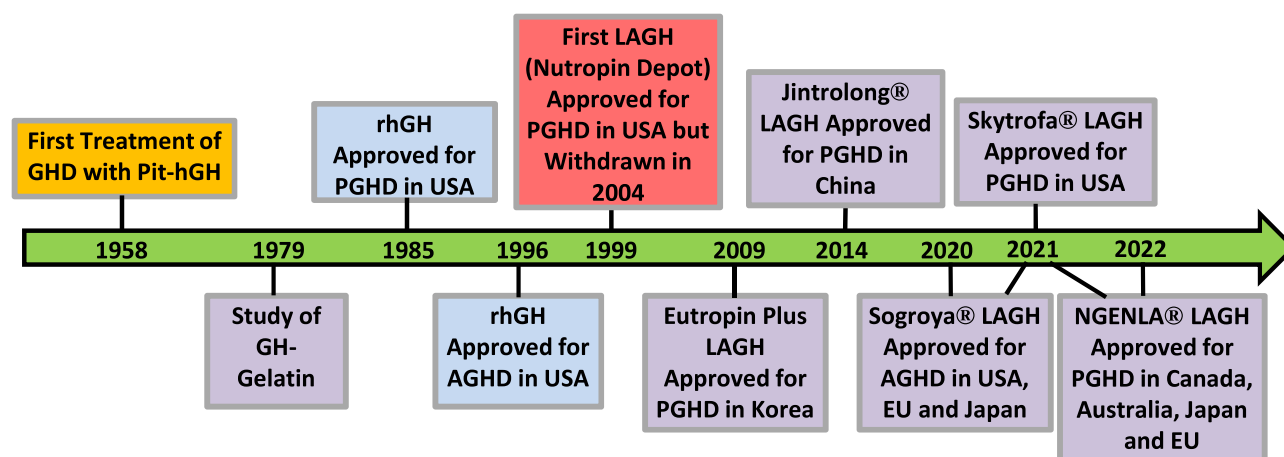 First Treatment of
GHD with Pit-hGH
rhGH
Approved for
PGHD in USA
First LAGH
(Nutropin Depot)
Approved for
PGHD in USA but
Withdrawn in
2004
Jintrolong®
LAGH Approved
for PGHD in
China
Skytrofa® LAGH
Approved for
PGHD in USA
1958 1979 1985 1996 1999 2009 2014 2020 2021 2022
Study of
GH-
Gelatin
rhGH
Approved for
AGHD in USA
Eutropin Plus
LAGH
Approved for
PGHD in Korea
Sogroya® LAGH
Approved for
AGHD in USA,
EU and Japan
NGENLA® LAGH
Approved for
PGHD in Canada,
Australia, Japan
and EU